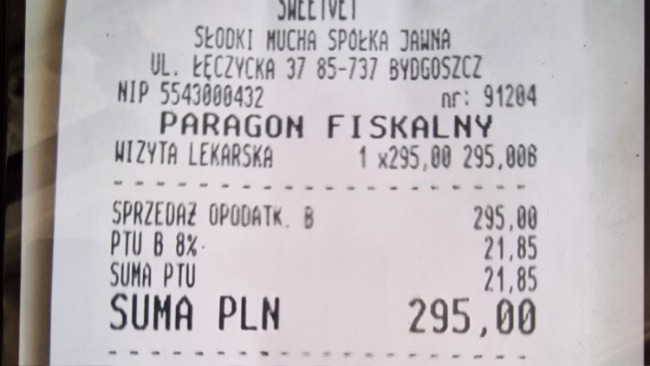 SWEETVET
SŁODKI MUCHA SPÓŁKA JAWNA
UL. ŁĘCZYCKA 37 85-737 BYDGOSZCZ
NIP 5543000432 nr: 91204
PARAGON FISKALNY
WIZYTA LEKARSKA 1 x295,00 295,00B
SPRZEDAŻ OPODATK. B 295,00
PTU B 8% 21,85
SUMA PTU 21,85
SUMA PLN 295,00